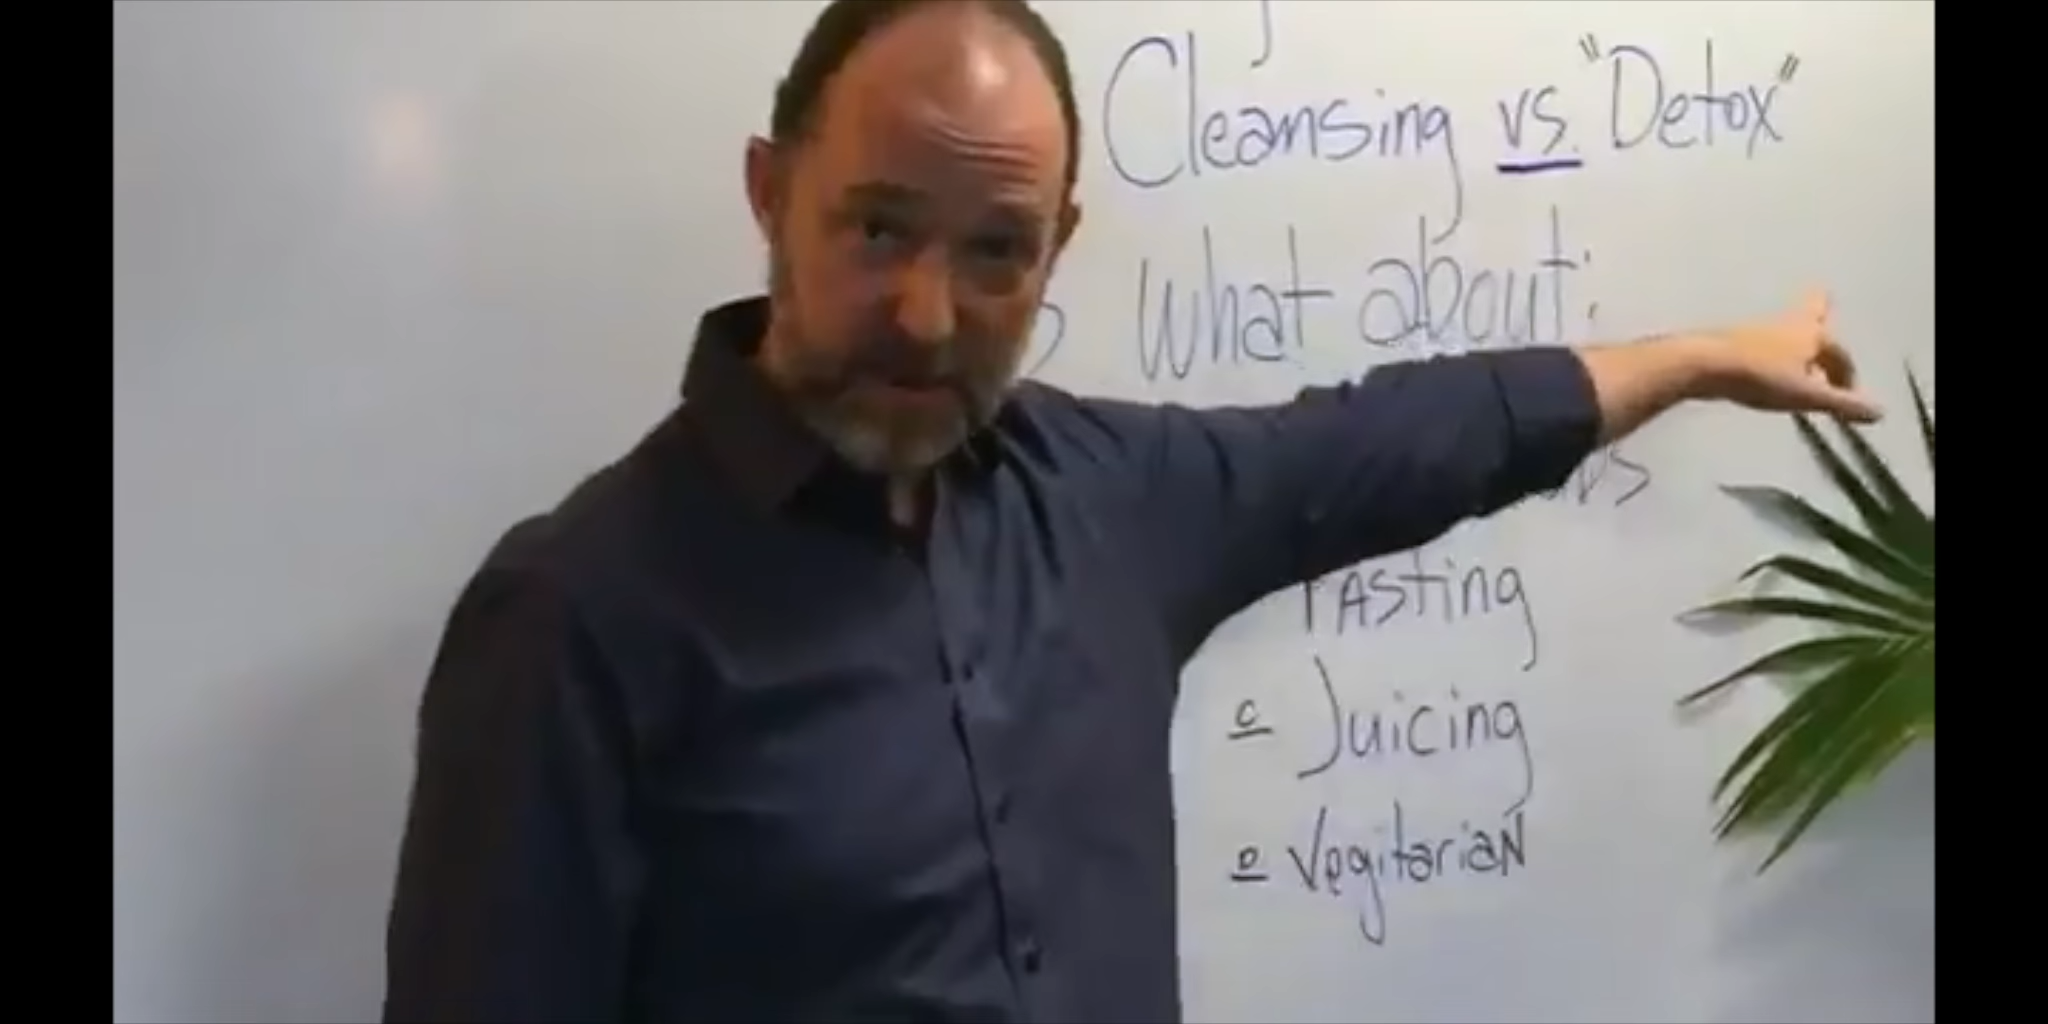 Cleansing vs. "Detox"
What about:
Fasting
c Juicing
D VegitariaN